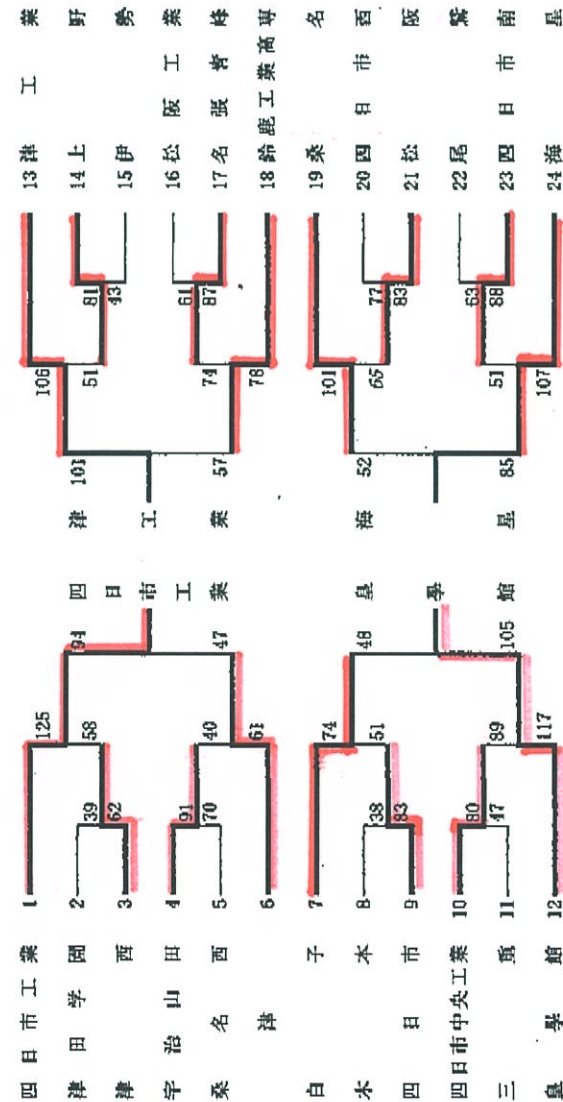 四日市工業 1
津田学園 2
津西 3
宇治山田 4
桑名西 5
津 6
白子 7
木本 8
四日市 9
四日市中央工業 10
三重 11
皇學館 12
39
62
91
70
38
83
80
47
125
58
40
61
74
51
89
117
94
47
48
105
四日市工業
皇學館
津工業
海星
101
57
52
85
106
51
74
78
101
65
51
107
81
43
61
87
77
83
63
88
13 津工業
14 上野
15 伊勢
16 松阪工業
17 名張青峰
18 鈴鹿工業高専
19 桑名
20 四日市西
21 松阪
22 尾鷲
23 四日市南
24 海星